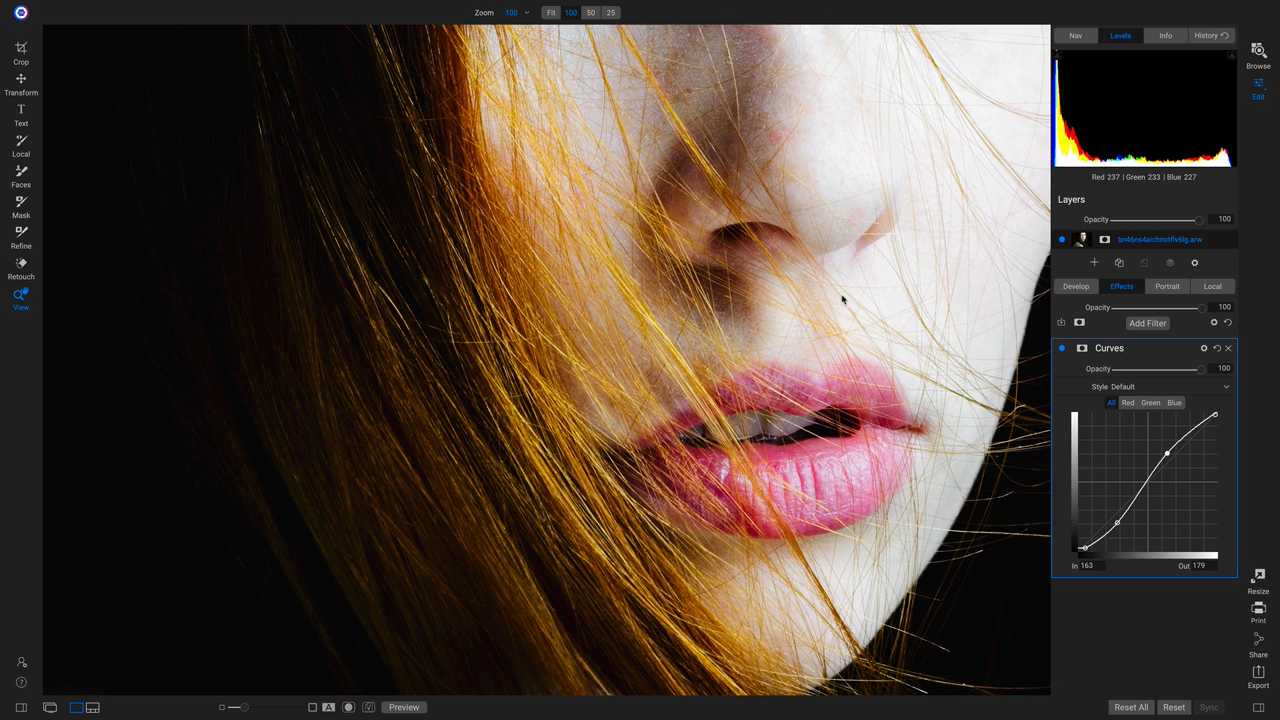 Zoom 100 Fit 100 50 25
Crop
Transform
Text
Local
Faces
Mask
Refine
Retouch
View
Nav Levels Info History
Browse
Edit
Red 237 | Green 233 | Blue 227
Layers
Opacity 100
bn46ns4aichnotflv6lg.arw
Develop Effects Portrait Local
Opacity 100
Add Filter
Curves
Opacity 100
Style Default
All Red Green Blue
In 163 Out 179
Resize
Print
Share
Export
A Preview Reset All Reset Sync